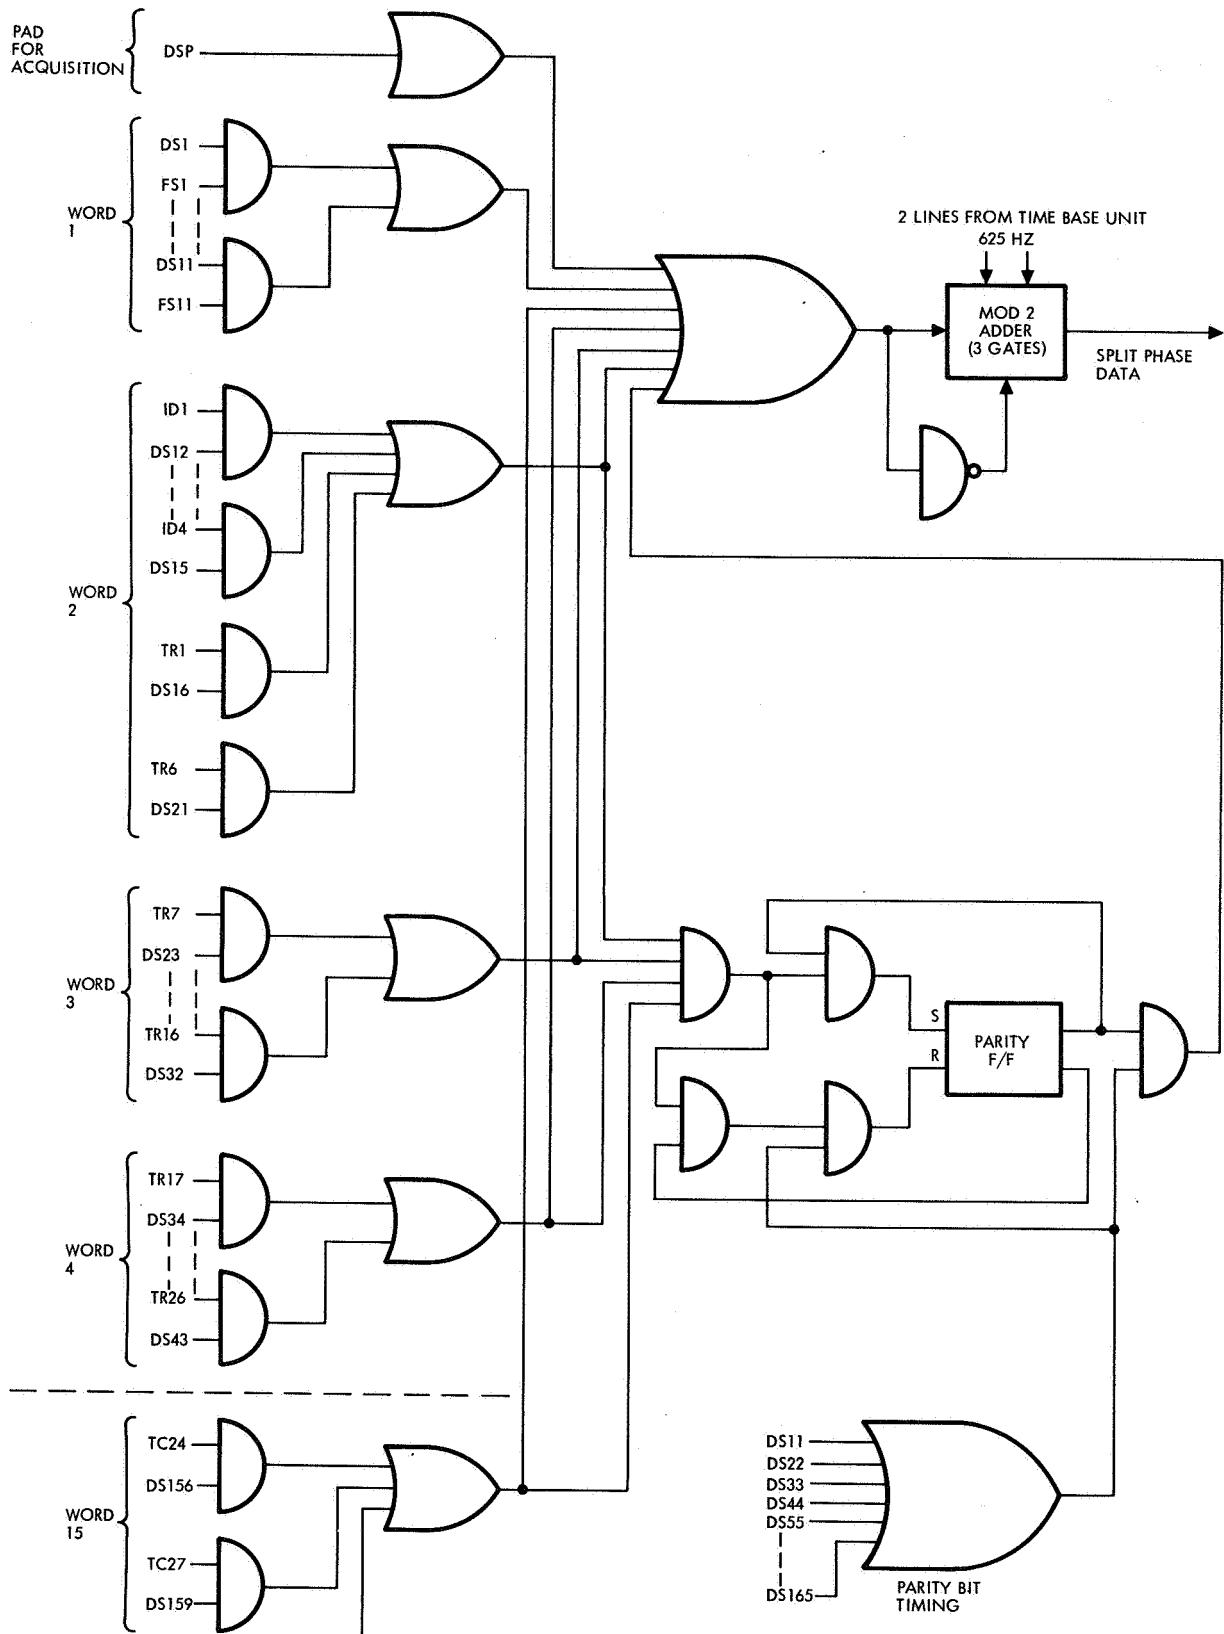 PAD
FOR
ACQUISITION
DSP
WORD
1
DS1
FS1
DS11
FS11
2 LINES FROM TIME BASE UNIT
625 HZ
MOD 2
ADDER
(3 GATES)
SPLIT PHASE
DATA
WORD
2
ID1
DS12
ID4
DS15
TR1
DS16
TR6
DS21
WORD
3
TR7
DS23
TR16
DS32
S
R
PARITY
F/F
WORD
4
TR17
DS34
TR26
DS43
WORD
15
TC24
DS156
TC27
DS159
DS11
DS22
DS33
DS44
DS55
DS165
PARITY BIT
TIMING